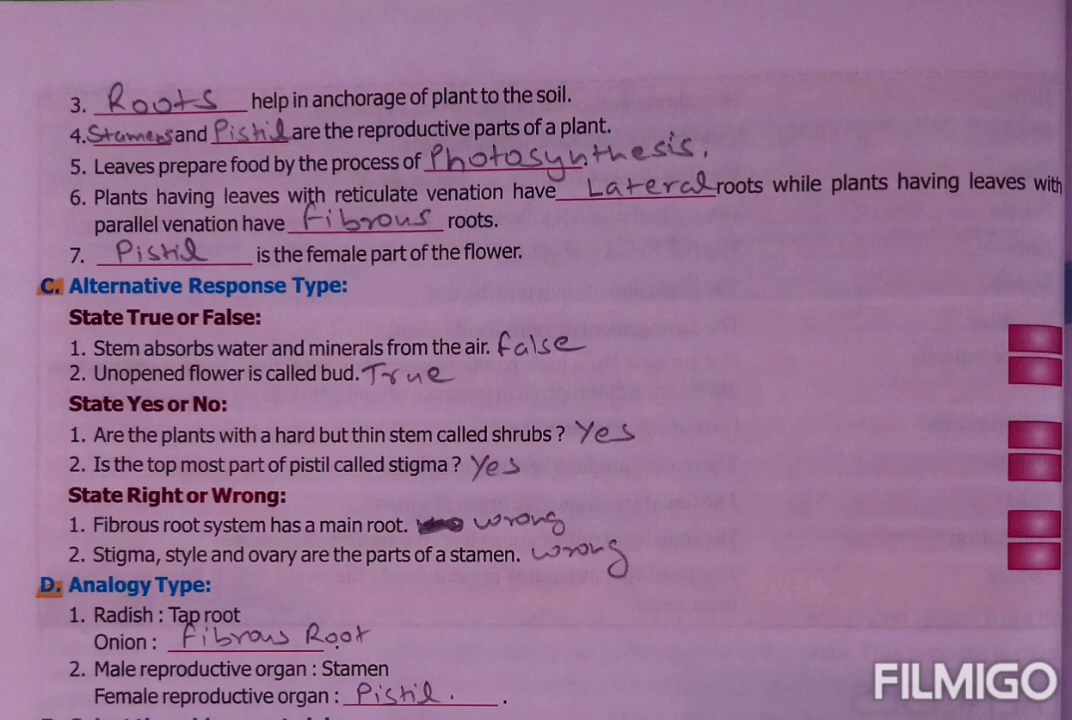 3. Roots help in anchorage of plant to the soil.
4. Stamens and Pistil are the reproductive parts of a plant.
5. Leaves prepare food by the process of Photosynthesis.
6. Plants having leaves with reticulate venation have Lateral roots while plants having leaves with
parallel venation have fibrous roots.
7. Pistil is the female part of the flower.
C. Alternative Response Type:
State True or False:
1. Stem absorbs water and minerals from the air. false
2. Unopened flower is called bud. True
State Yes or No:
1. Are the plants with a hard but thin stem called shrubs ? Yes
2. Is the top most part of pistil called stigma ? Yes
State Right or Wrong:
1. Fibrous root system has a main root. wrong
2. Stigma, style and ovary are the parts of a stamen. wrong
D. Analogy Type:
1. Radish : Tap root
Onion : fibrous Root .
2. Male reproductive organ : Stamen
Female reproductive organ : Pistil. .
FILMIGO